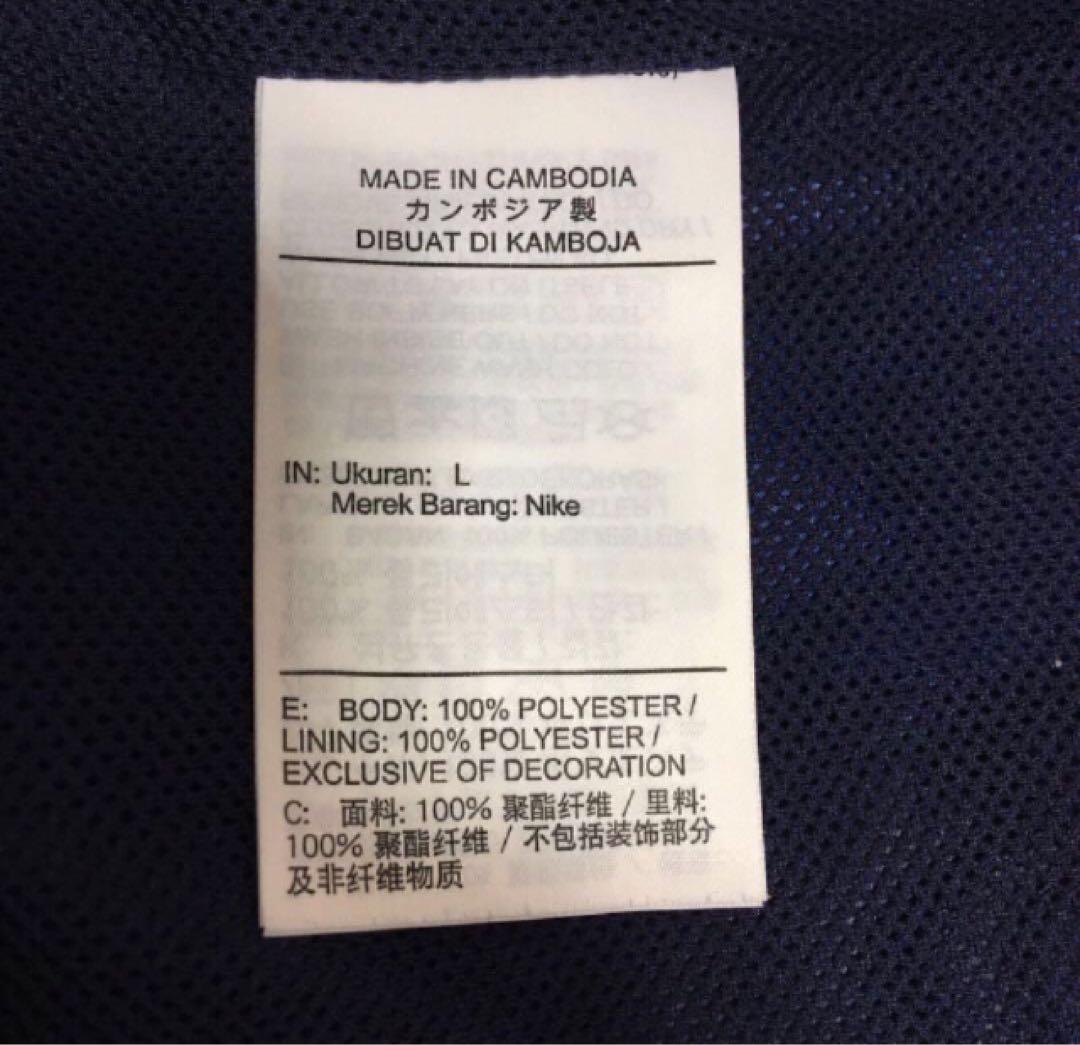 MADE IN CAMBODIA
カンボジア製
DIBUAT DI KAMBOJA
IN: Ukuran: L
Merek Barang: Nike
E: BODY: 100% POLYESTER /
LINING: 100% POLYESTER /
EXCLUSIVE OF DECORATION
C: 面料: 100% 聚酯纤维 / 里料:
100% 聚酯纤维 / 不包括装饰部分
及非纤维物质